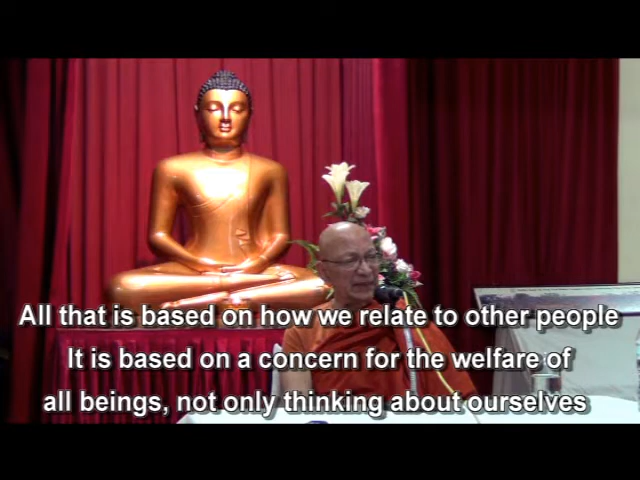 All that is based on how we relate to other people
It is based on a concern for the welfare of
all beings, not only thinking about ourselves